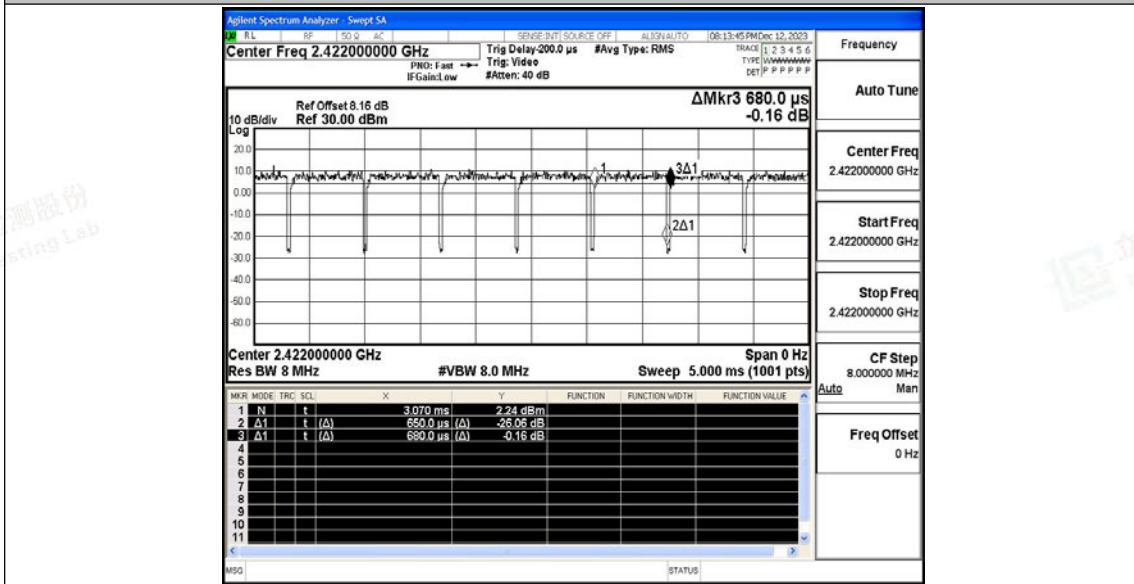 Agilent Spectrum Analyzer - Swept SA
RL RF 50 Ω AC SENSE:INT SOURCE OFF ALIGN AUTO 08:13:45 PM Dec 12, 2023
Center Freq 2.422000000 GHz
PNO: Fast
IFGain:Low
Trig Delay-200.0 µs
Trig: Video
#Atten: 40 dB
#Avg Type: RMS
TRACE 1 2 3 4 5 6
TYPE
DET P P P P P P
ΔMkr3 680.0 µs
-0.16 dB
Ref Offset 8.16 dB
10 dB/div Ref 30.00 dBm
Log
20.0
10.0
0.00
-10.0
-20.0
-30.0
-40.0
-50.0
-60.0
1
3Δ1
2Δ1
Center 2.422000000 GHz Span 0 Hz
Res BW 8 MHz #VBW 8.0 MHz Sweep 5.000 ms (1001 pts)
MKR MODE TRC SCL X Y FUNCTION FUNCTION WIDTH FUNCTION VALUE
1 N t 3.070 ms 2.24 dBm
2 Δ1 t (Δ) 650.0 µs (Δ) -26.06 dB
3 Δ1 t (Δ) 680.0 µs (Δ) -0.16 dB
4
5
6
7
8
9
10
11
MSG STATUS
Frequency
Auto Tune
Center Freq
2.422000000 GHz
Start Freq
2.422000000 GHz
Stop Freq
2.422000000 GHz
CF Step
8.000000 MHz
Auto Man
Freq Offset
0 Hz
测股份
sting Lab
立